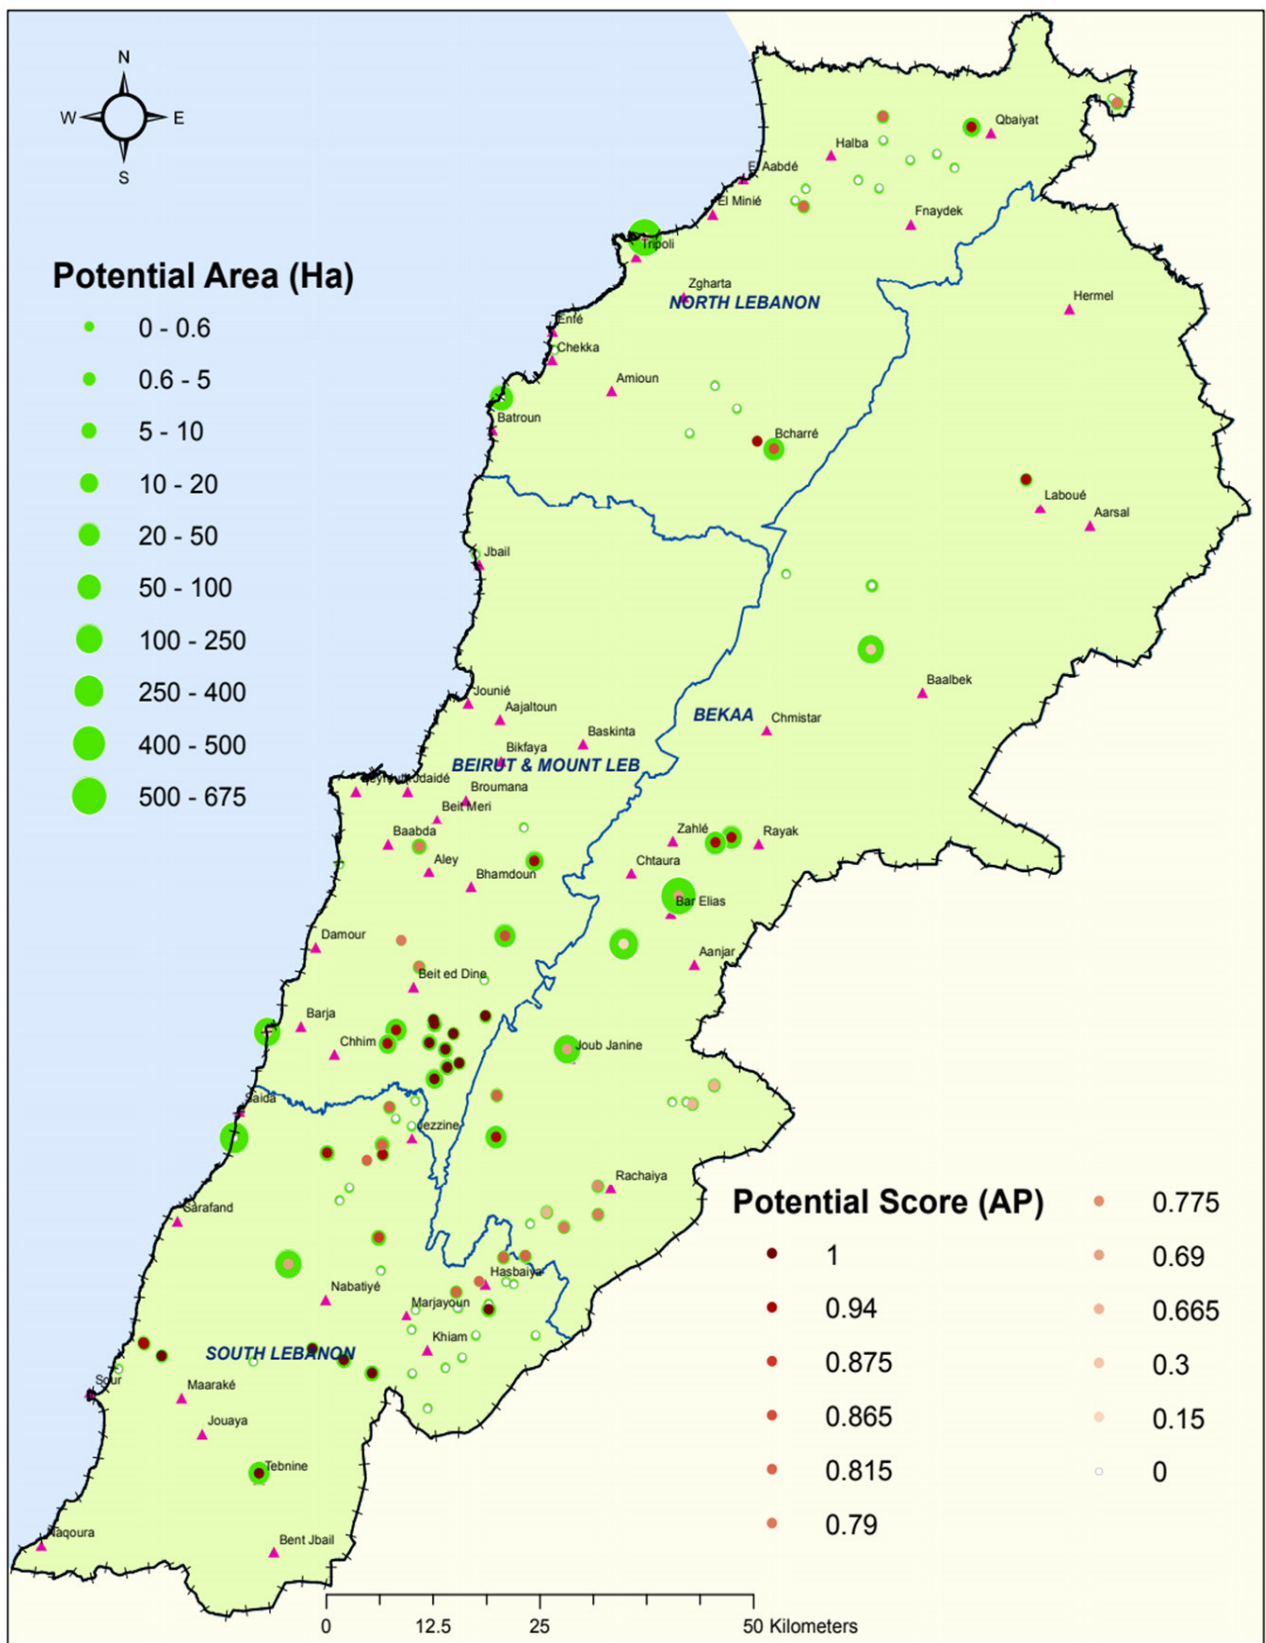 N
W E
S
Qbaiyat
Halba
El Aabdé
El Minié
Fnaydek
Tripoli
Potential Area (Ha)
0 - 0.6
0.6 - 5
5 - 10
10 - 20
20 - 50
50 - 100
100 - 250
250 - 400
400 - 500
500 - 675
Zgharta
NORTH LEBANON
Hermel
Enfé
Chekka
Amioun
Batroun
Bcharré
Laboué
Aarsal
Jbail
Baalbek
Jounié
Aajaltoun
BEKAA
Chmistar
Baskinta
Bikfaya
BEIRUT & MOUNT LEB
Jdaidé
Broumana
Beit Meri
Baabda
Zahlé
Rayak
Aley
Chtaura
Bhamdoun
Bar Elias
Damour
Aanjar
Beit ed Dine
Barja
Chhim
Joub Janine
Saida
Jezzine
Rachaiya
Sarafand
Hasbaiya
Nabatiyé
Marjayoun
Khiam
SOUTH LEBANON
Sour
Maaraké
Jouaya
Tebnine
Naqoura
Bent Jbail
Potential Score (AP)
1
0.94
0.875
0.865
0.815
0.79
0.775
0.69
0.665
0.3
0.15
0
0 12.5 25 50 Kilometers